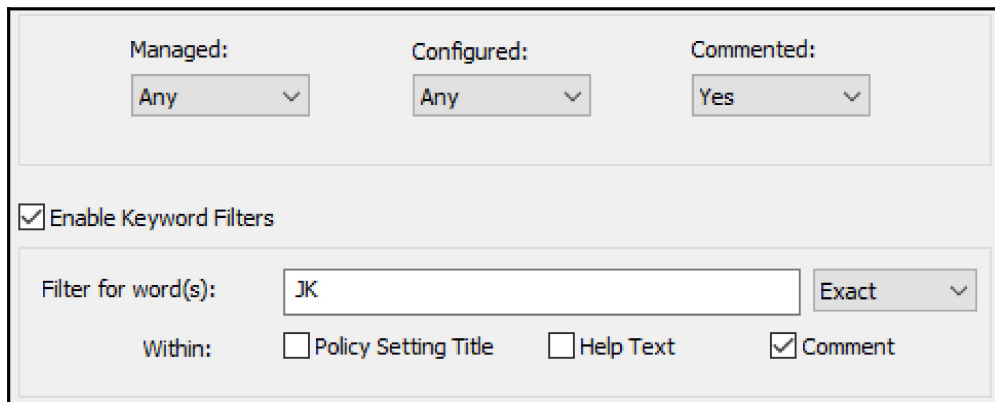 Managed: Configured: Commented:
Any Any Yes
Enable Keyword Filters
Filter for word(s): JK Exact
Within: Policy Setting Title Help Text Comment